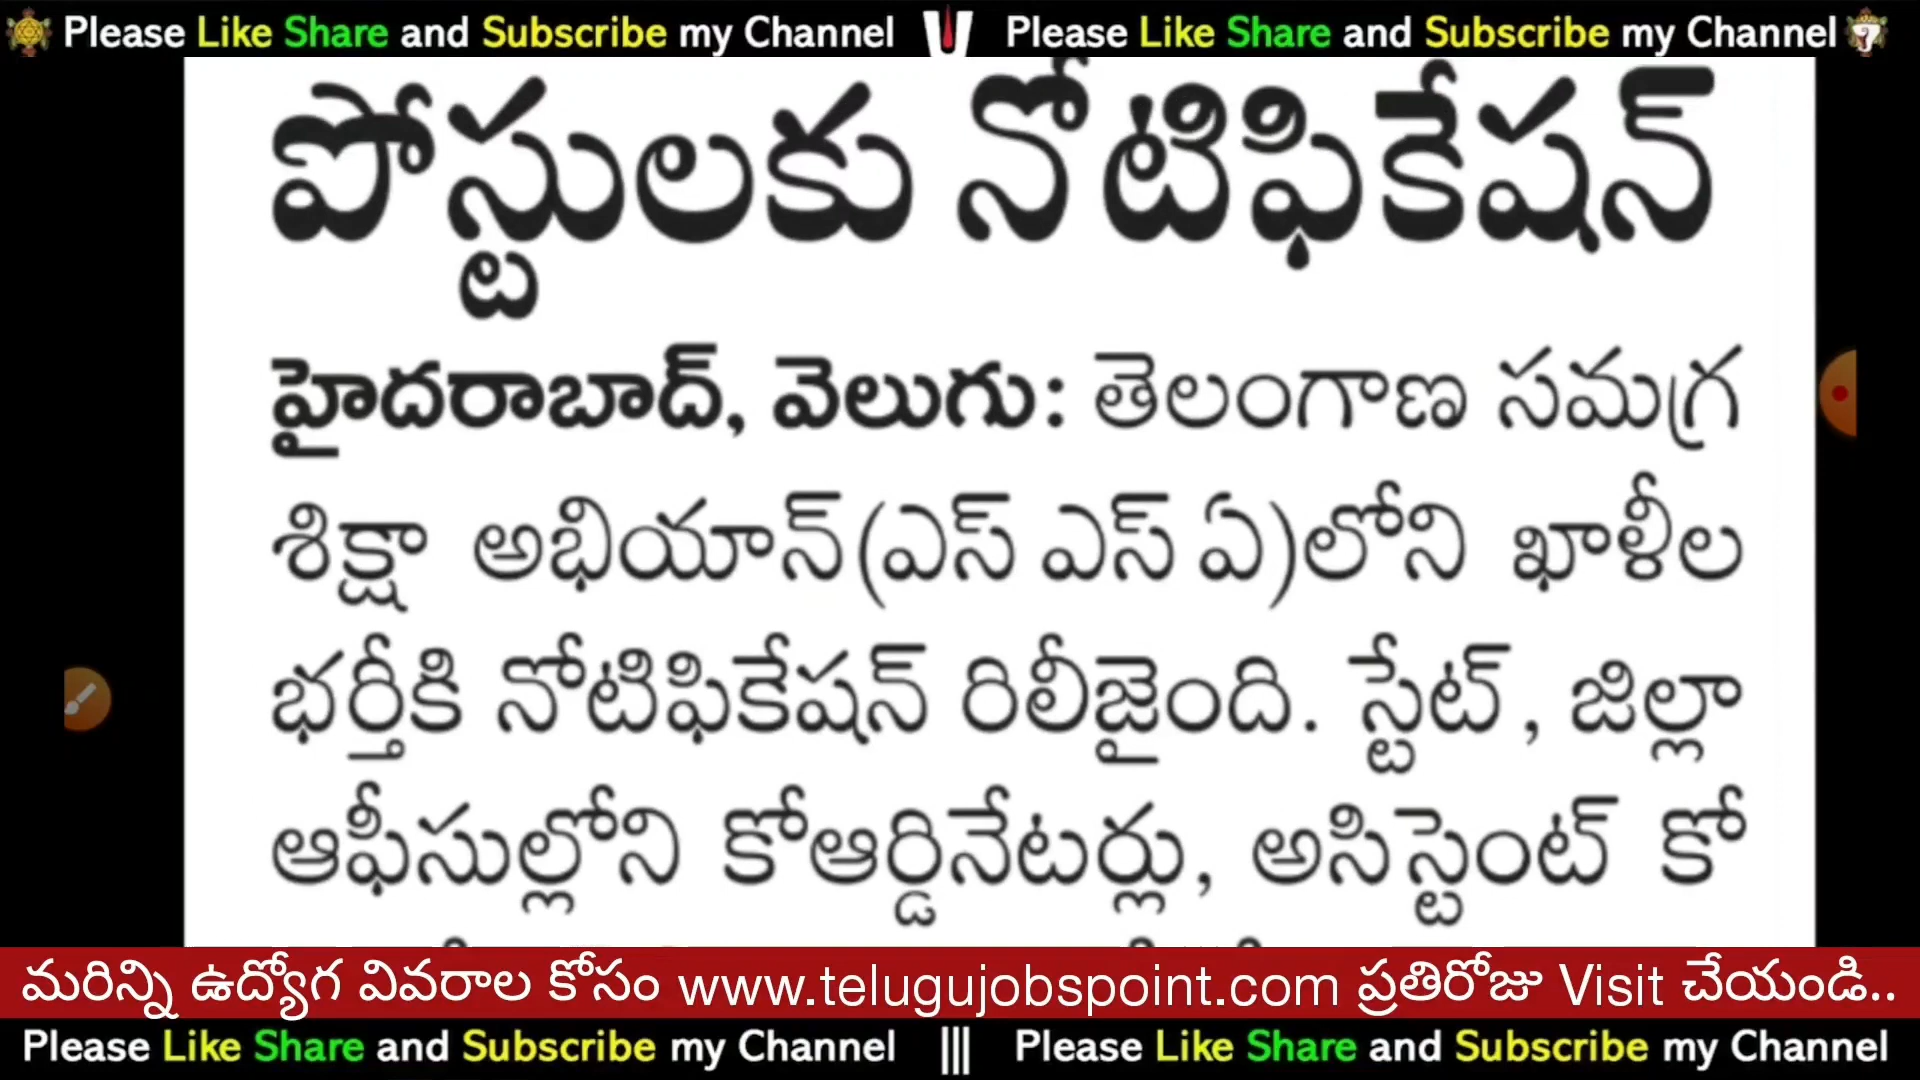 Please Like Share and Subscribe my Channel Please Like Share and Subscribe my Channel
పోస్టులకు నోటిఫికేషన్
హైదరాబాద్, వెలుగు: తెలంగాణ సమగ్ర
శిక్షా అభియాన్(ఎస్ ఎస్ ఏ)లోని ఖాళీల
భర్తీకి నోటిఫికేషన్ రిలీజైంది. స్టేట్, జిల్లా
ఆఫీసుల్లోని కోఆర్డినేటర్లు, అసిస్టెంట్ కో
మరిన్ని ఉద్యోగ వివరాల కోసం www.telugujobspoint.com ప్రతిరోజు Visit చేయండి..
Please Like Share and Subscribe my Channel ||| Please Like Share and Subscribe my Channel